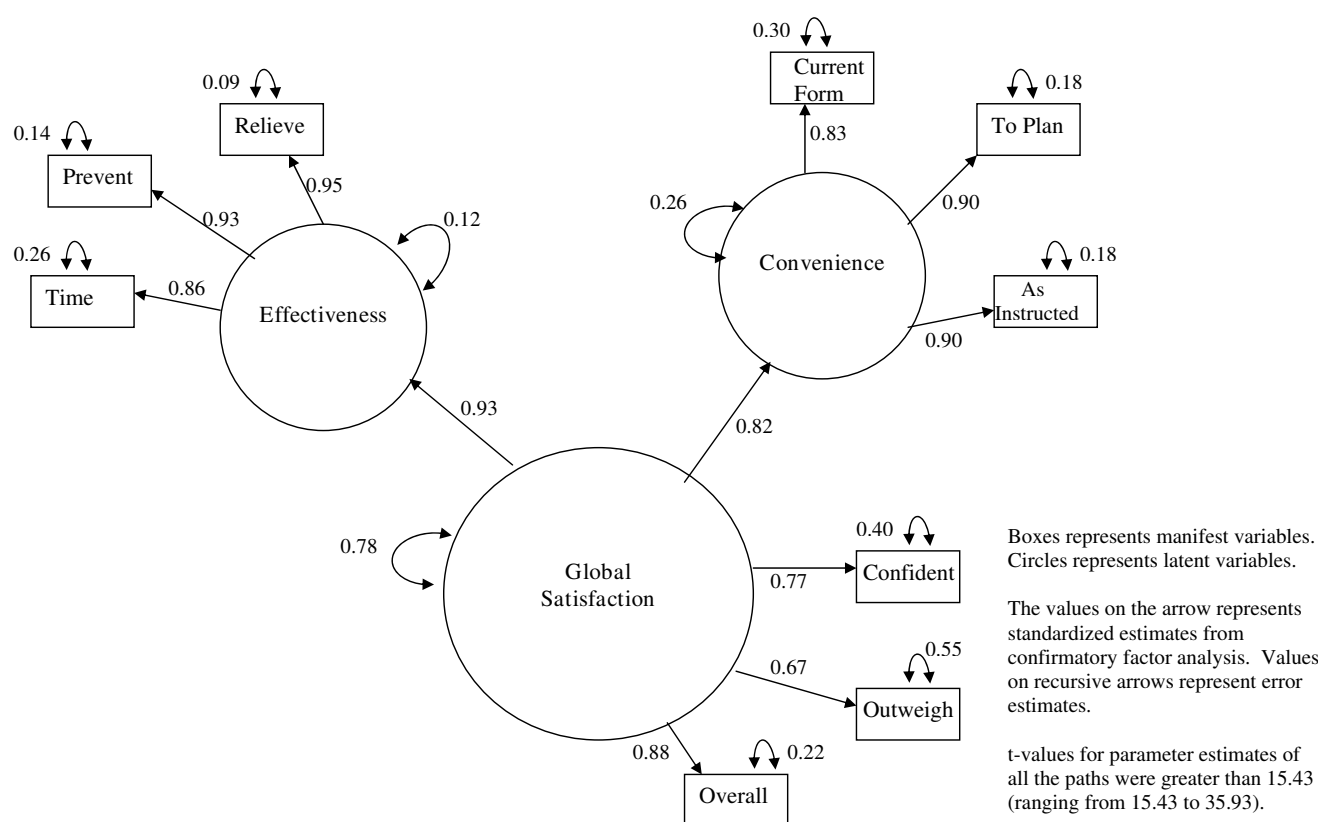 0.30
Current
Form
0.83
0.18
To Plan
0.90
0.09
Relieve
0.95
0.14
Prevent
0.93
0.26
Time
0.86
0.12
Effectiveness
0.26
Convenience
0.18
As
Instructed
0.90
0.93
0.82
0.78
Global
Satisfaction
0.40
Confident
0.77
0.55
Outweigh
0.67
0.22
Overall
0.88
Boxes represents manifest variables.
Circles represents latent variables.
The values on the arrow represents
standardized estimates from
confirmatory factor analysis. Values
on recursive arrows represent error
estimates.
t-values for parameter estimates of
all the paths were greater than 15.43
(ranging from 15.43 to 35.93).